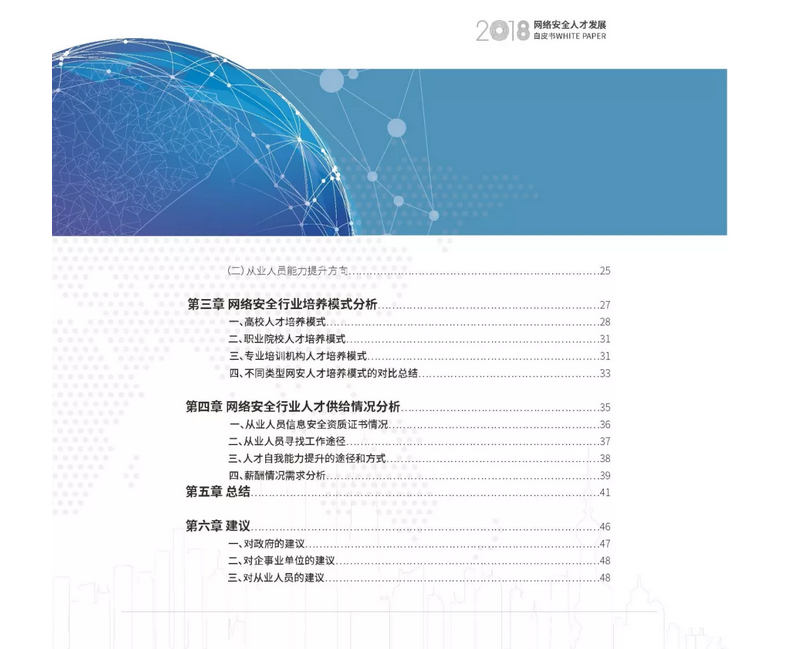 2018 网络安全人才发展
白皮书WHITE PAPER
(二)从业人员能力提升方向……25
第三章 网络安全行业培养模式分析……27
一、高校人才培养模式……28
二、职业院校人才培养模式……31
三、专业培训机构人才培养模式……31
四、不同类型网安人才培养模式的对比总结……33
第四章 网络安全行业人才供给情况分析……35
一、从业人员信息安全资质证书情况……36
二、从业人员寻找工作途径……37
三、人才自我能力提升的途径和方式……38
四、薪酬情况需求分析……39
第五章 总结……41
第六章 建议……46
一、对政府的建议……47
二、对企事业单位的建议……48
三、对从业人员的建议……48